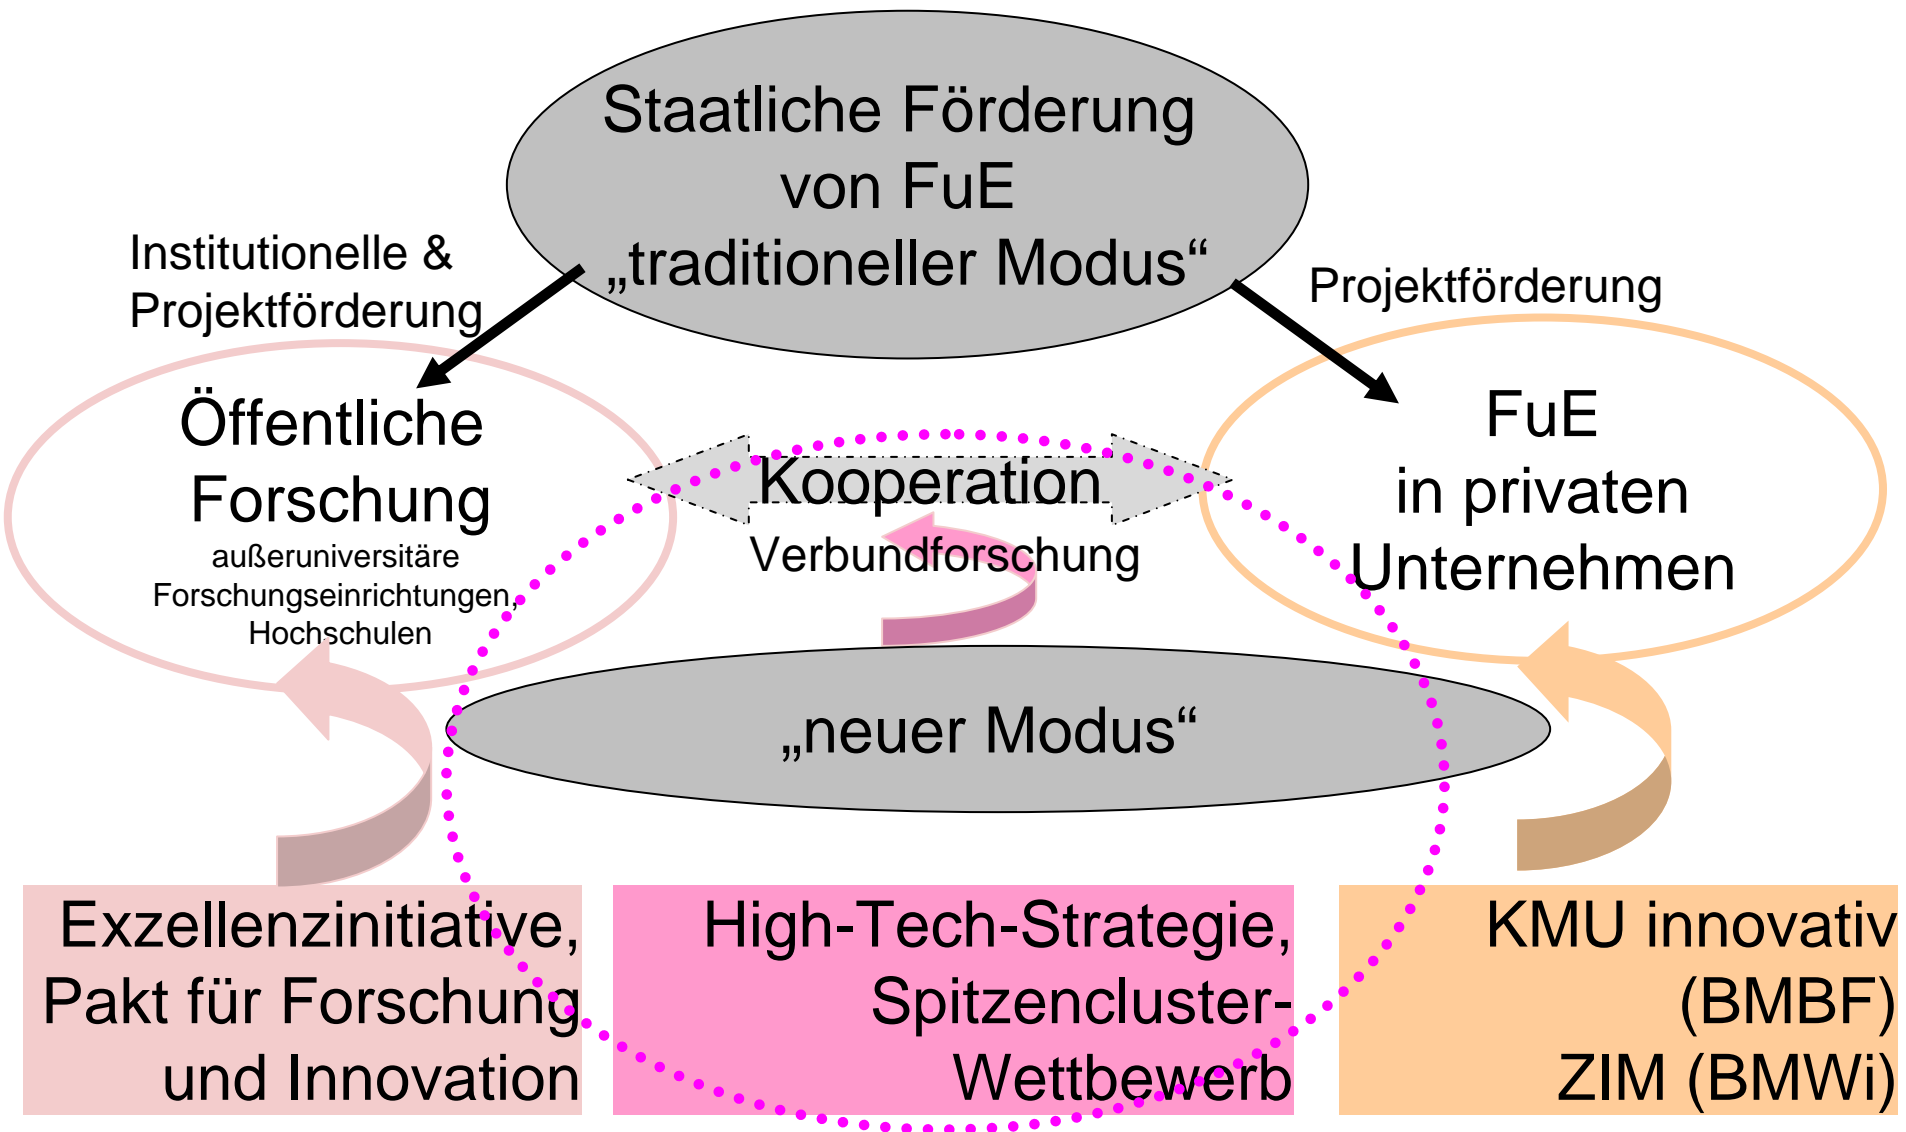 Staatliche Förderung
von FuE
„traditioneller Modus“
Institutionelle &
Projektförderung
Projektförderung
Öffentliche
Forschung
außeruniversitäre
Forschungseinrichtungen,
Hochschulen
Kooperation
Verbundforschung
FuE
in privaten
Unternehmen
„neuer Modus“
Exzellenzinitiative,
Pakt für Forschung
und Innovation
High-Tech-Strategie,
Spitzencluster-
Wettbewerb
KMU innovativ
(BMBF)
ZIM (BMWi)